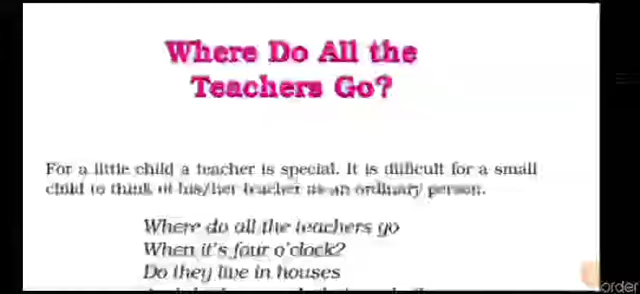 Where Do All the
Teachers Go?
For a little child a teacher is special. It is difficult for a small
child to think of his/her teacher as an ordinary person.
Where do all the teachers go
When it's four o'clock?
Do they live in houses
order